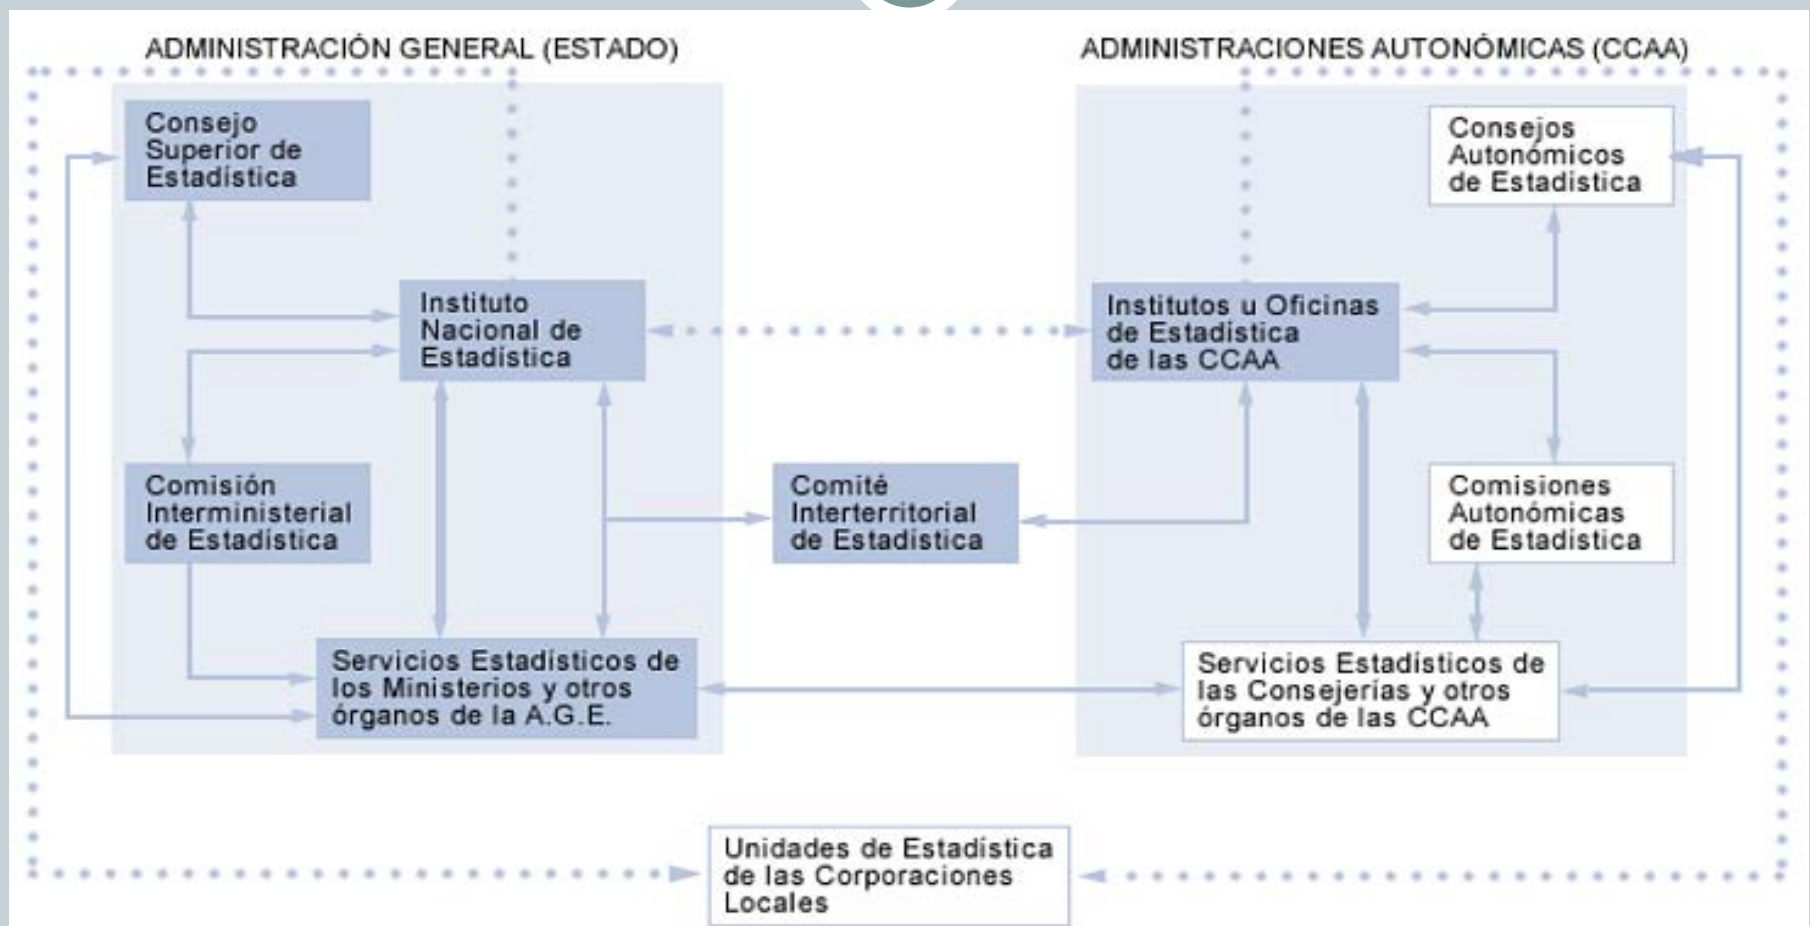 ADMINISTRACIÓN GENERAL (ESTADO)
ADMINISTRACIONES AUTONÓMICAS (CCAA)
Consejo
Superior de
Estadística
Consejos
Autonómicos
de Estadística
Instituto
Nacional de
Estadística
Institutos u Oficinas
de Estadística
de las CCAA
Comisión
Interministerial
de Estadística
Comité
Interterritorial
de Estadística
Comisiones
Autonómicas
de Estadística
Servicios Estadísticos de
los Ministerios y otros
órganos de la A.G.E.
Servicios Estadísticos de
las Consejerías y otros
órganos de las CCAA
Unidades de Estadística
de las Corporaciones
Locales